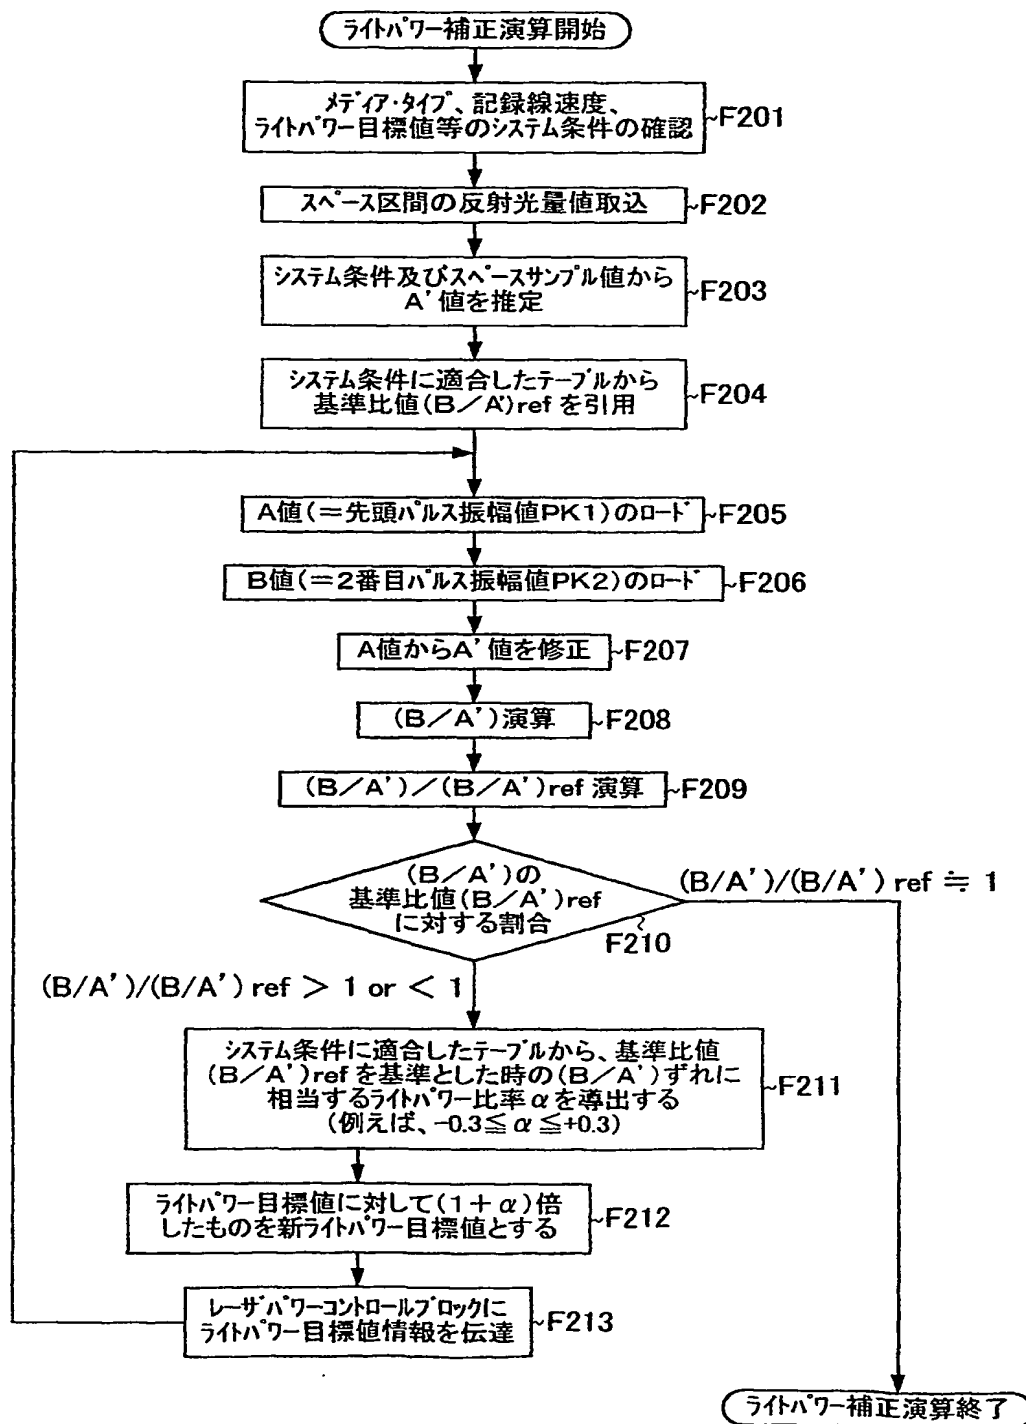 ライトパワー補正演算開始
メディア・タイプ、記録線速度、
ライトパワー目標値等のシステム条件の確認
F201
スペース区間の反射光量値取込
F202
システム条件及びスペースサンプル値から
A'値を推定
F203
システム条件に適合したテーブルから
基準比値(B/A')refを引用
F204
A値(=先頭パルス振幅値PK1)のロード
F205
B値(=2番目パルス振幅値PK2)のロード
F206
A値からA'値を修正
F207
(B/A')演算
F208
(B/A')/(B/A')ref 演算
F209
(B/A')の
基準比値(B/A')ref
に対する割合
F210
(B/A')/(B/A') ref ≒ 1
(B/A')/(B/A') ref > 1 or < 1
システム条件に適合したテーブルから、基準比値
(B/A')refを基準とした時の(B/A')ずれに
相当するライトパワー比率αを導出する
(例えば、-0.3≦α≦+0.3)
F211
ライトパワー目標値に対して(1+α)倍
したものを新ライトパワー目標値とする
F212
レーザパワーコントロールブロックに
ライトパワー目標値情報を伝達
F213
ライトパワー補正演算終了